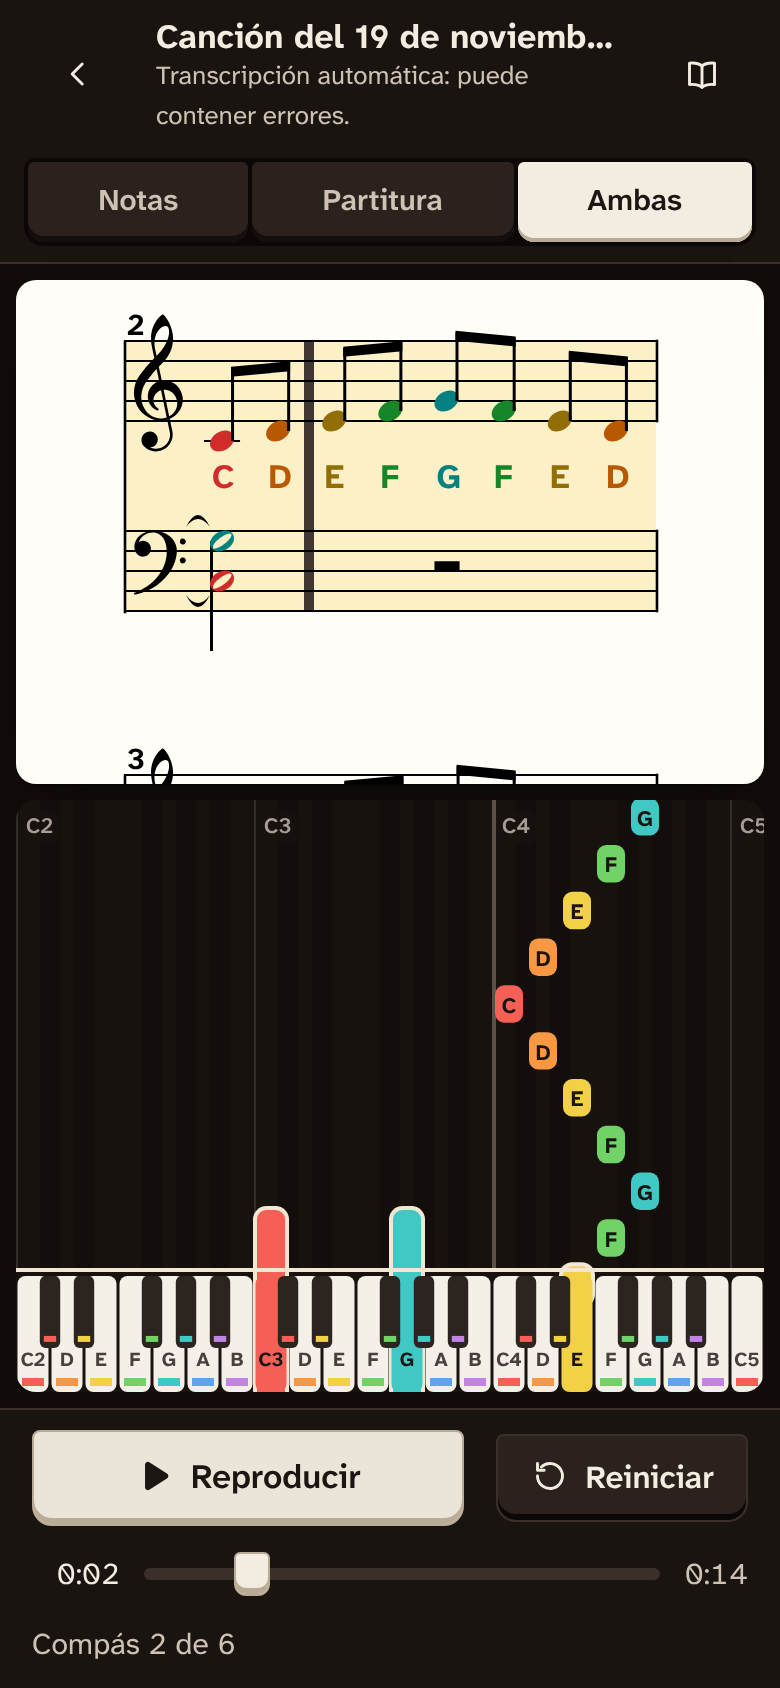 Canción del 19 de noviemb...
Transcripción automática: puede
contener errores.
Notas Partitura Ambas
2
C D E F G F E D
3
C2 C3 C4 C5
G
F
E
D
C
D
E
F
G
F
C2 D E F G A B C3 D E F G A B C4 D E F G A B C5
Reproducir Reiniciar
0:02 0:14
Compás 2 de 6